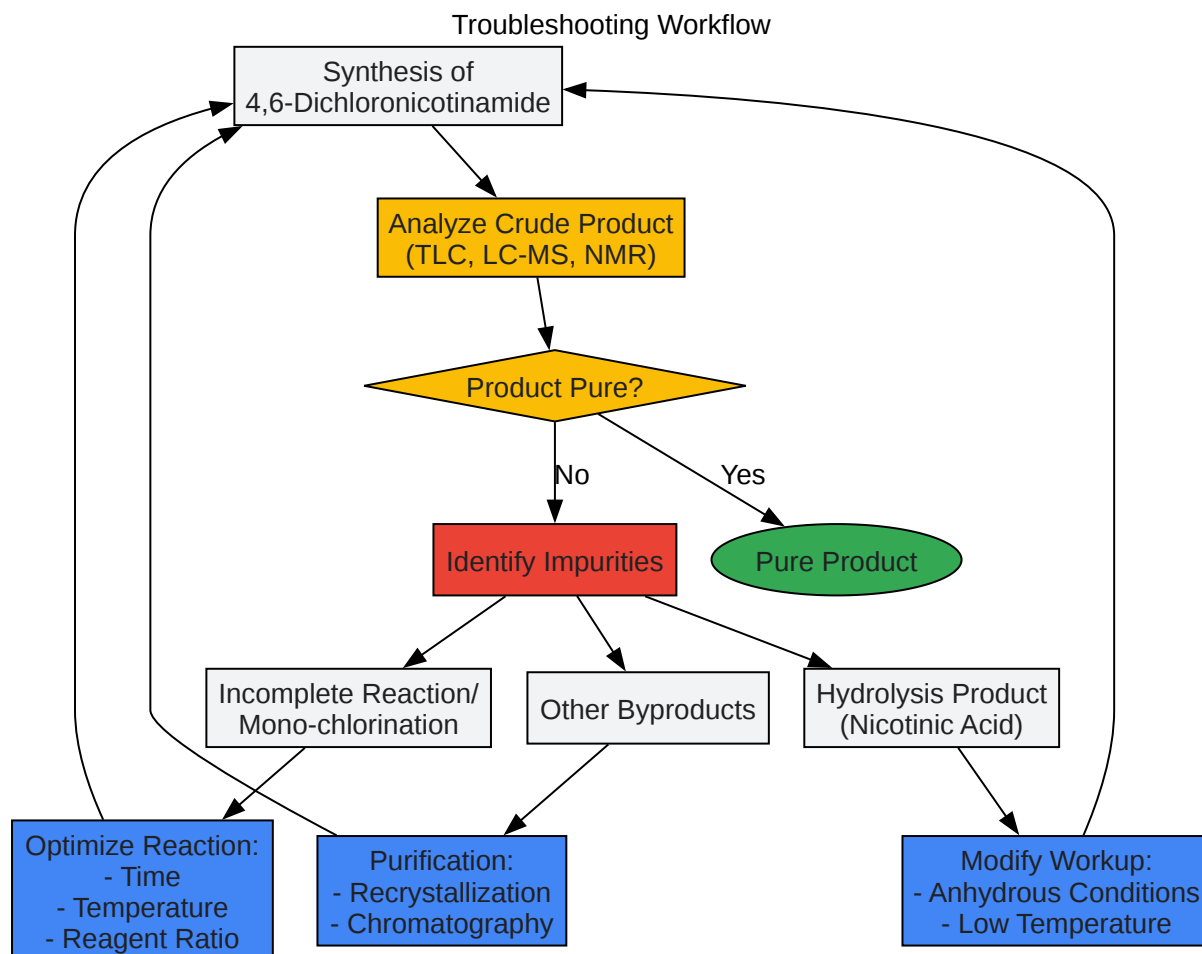 Troubleshooting Workflow
Synthesis of
4,6-Dichloronicotinamide
Analyze Crude Product
(TLC, LC-MS, NMR)
Product Pure?
No
Yes
Identify Impurities
Pure Product
Incomplete Reaction/
Mono-chlorination
Other Byproducts
Hydrolysis Product
(Nicotinic Acid)
Optimize Reaction:
- Time
- Temperature
- Reagent Ratio
Purification:
- Recrystallization
- Chromatography
Modify Workup:
- Anhydrous Conditions
- Low Temperature